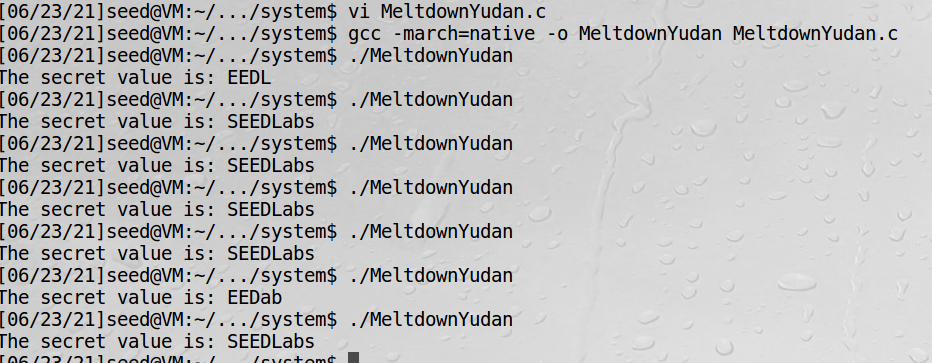 [06/23/21]seed@VM:~/.../system$ vi MeltdownYudan.c
[06/23/21]seed@VM:~/.../system$ gcc -march=native -o MeltdownYudan MeltdownYudan.c
[06/23/21]seed@VM:~/.../system$ ./MeltdownYudan
The secret value is: EEDL
[06/23/21]seed@VM:~/.../system$ ./MeltdownYudan
The secret value is: SEEDLabs
[06/23/21]seed@VM:~/.../system$ ./MeltdownYudan
The secret value is: SEEDLabs
[06/23/21]seed@VM:~/.../system$ ./MeltdownYudan
The secret value is: SEEDLabs
[06/23/21]seed@VM:~/.../system$ ./MeltdownYudan
The secret value is: SEEDLabs
[06/23/21]seed@VM:~/.../system$ ./MeltdownYudan
The secret value is: EEDab
[06/23/21]seed@VM:~/.../system$ ./MeltdownYudan
The secret value is: SEEDLabs
[06/23/21]seed@VM:~/.../system$